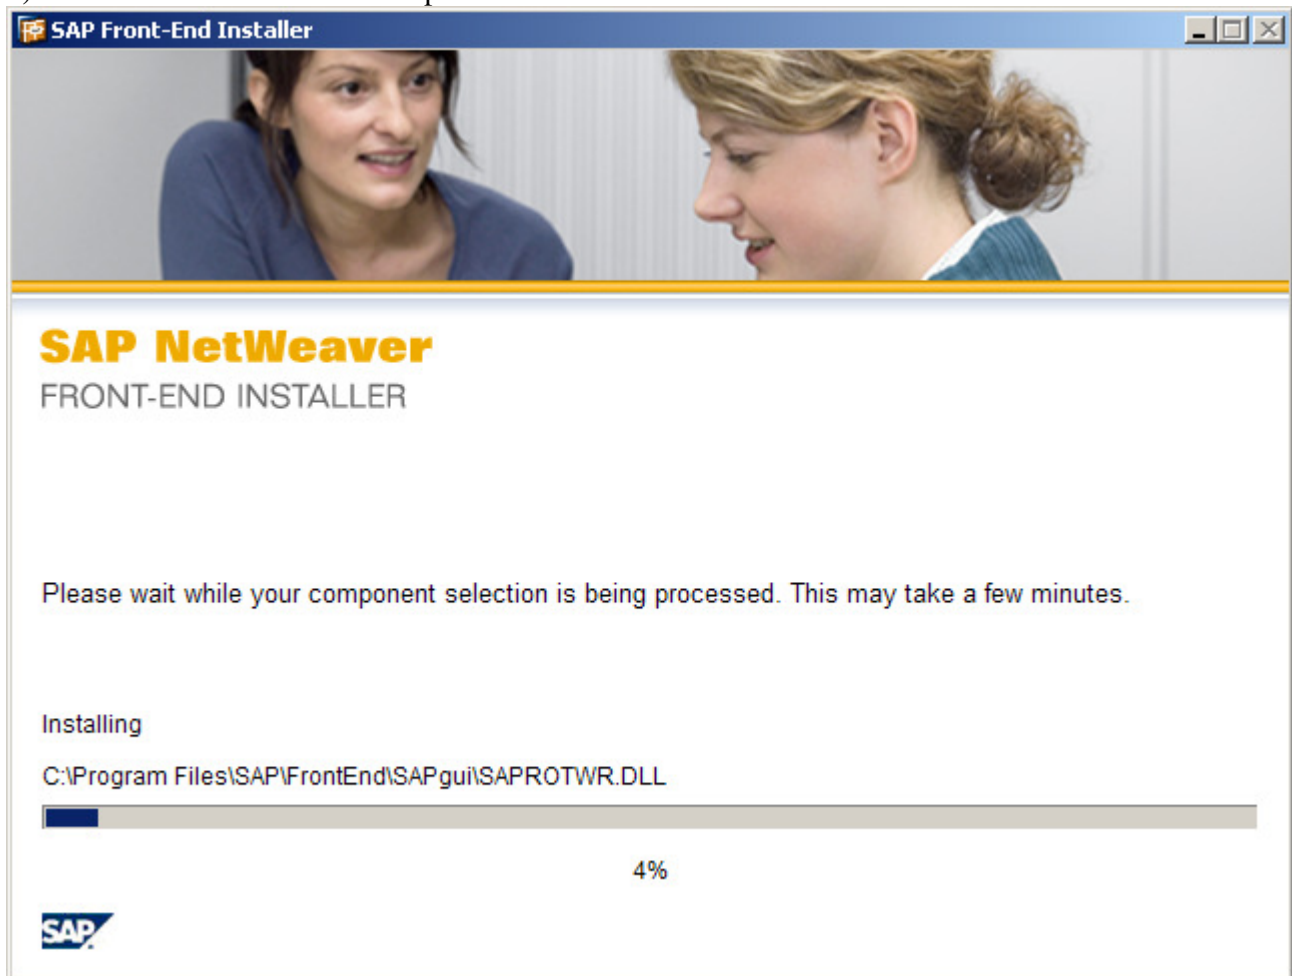 SAP Front-End Installer
SAP NetWeaver
FRONT-END INSTALLER
Please wait while your component selection is being processed. This may take a few minutes.
Installing
C:\Program Files\SAP\FrontEnd\SAPgui\SAPROTWR.DLL
4%
SAP